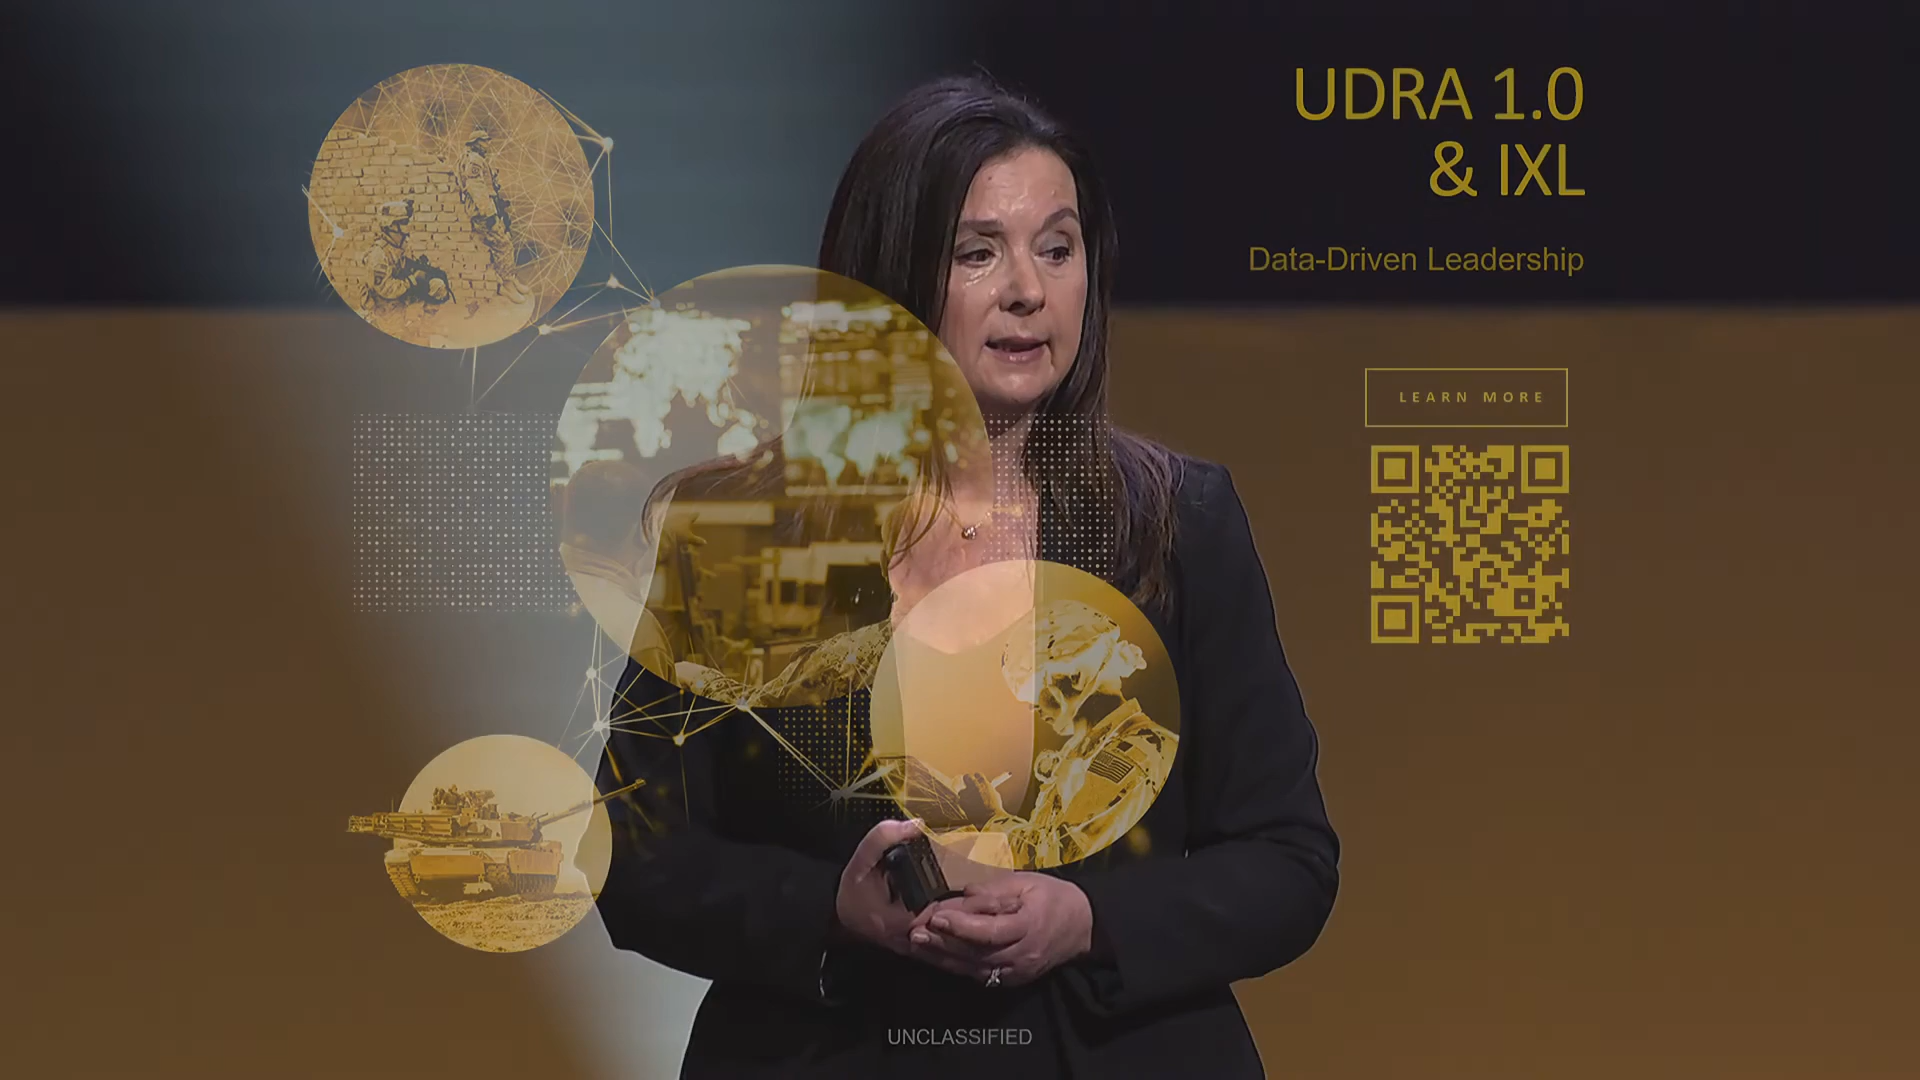 UDRA 1.0
& IXL
Data-Driven Leadership
LEARN MORE
UNCLASSIFIED